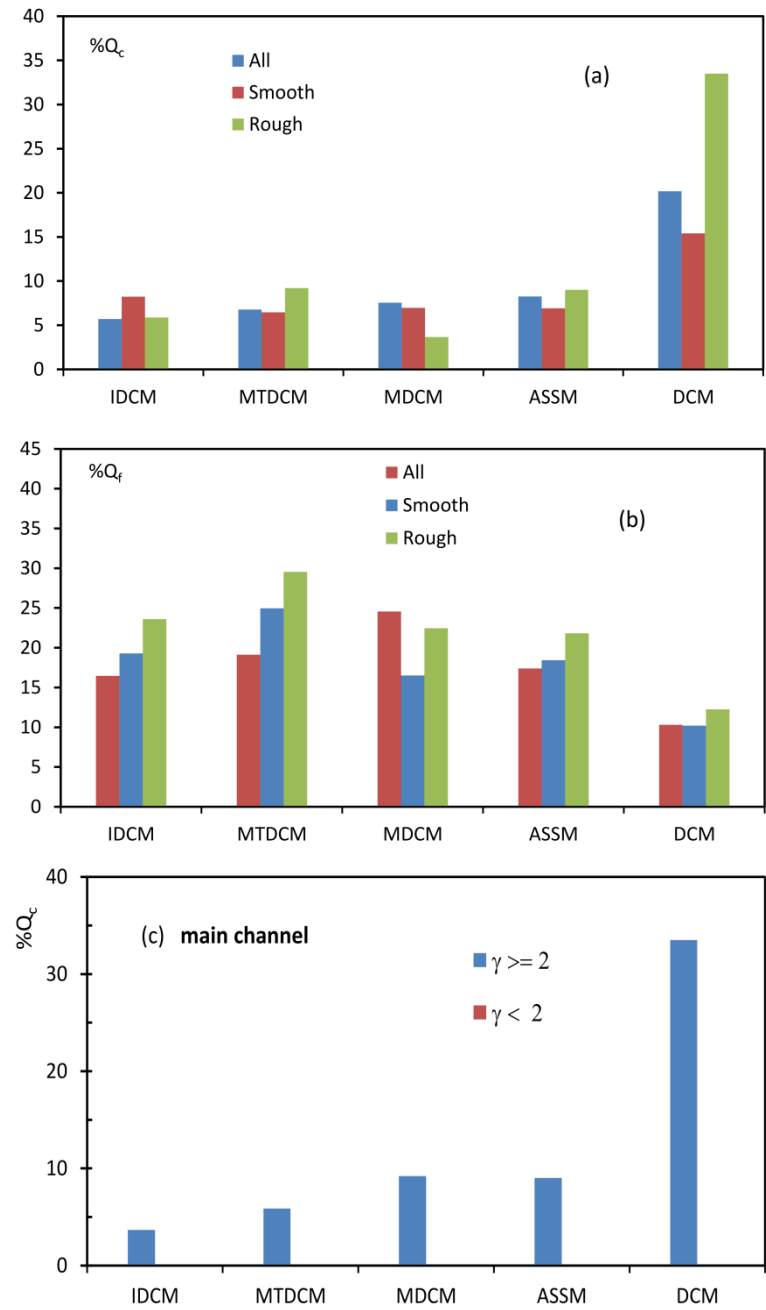 40
35
30
25
20
15
10
5
0
%Qc
All
Smooth
Rough
(a)
IDCM MTDCM MDCM ASSM DCM
45
40
35
30
25
20
15
10
5
0
%Qf
All
Smooth
Rough
(b)
IDCM MTDCM MDCM ASSM DCM
%Qc
40
30
20
10
0
(c) main channel
γ >= 2
γ < 2
IDCM MTDCM MDCM ASSM DCM